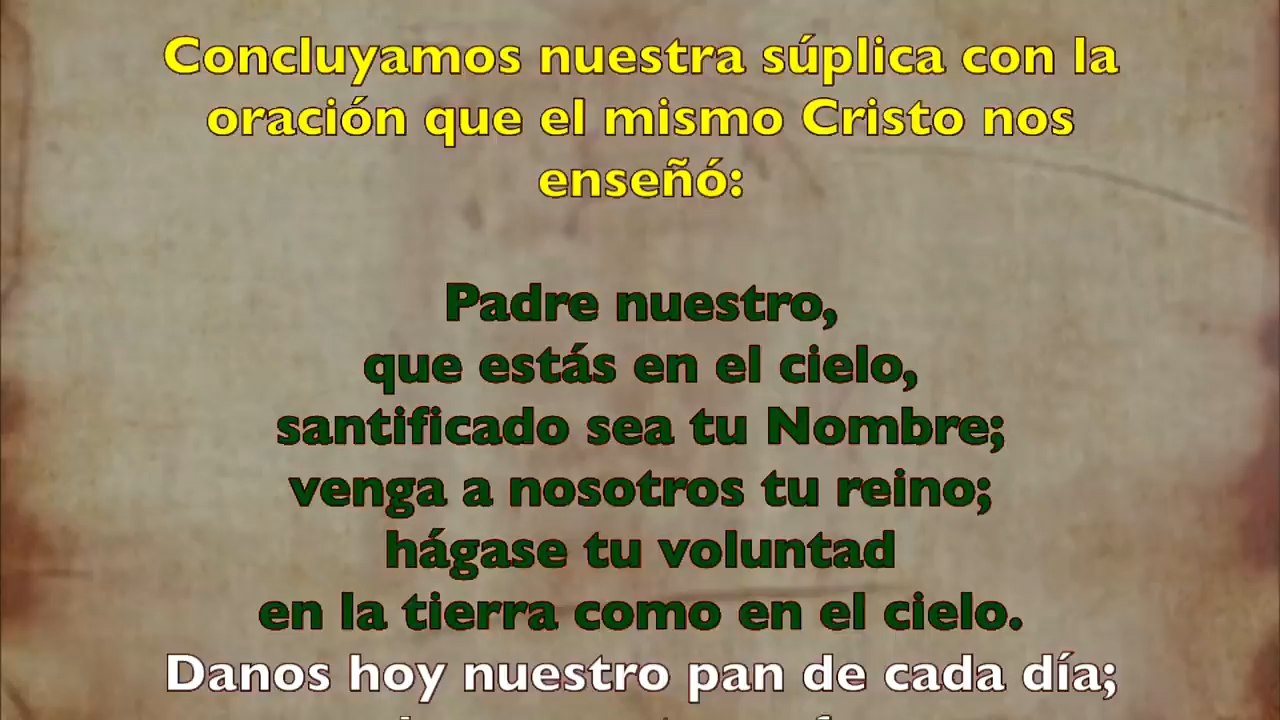 Concluyamos nuestra súplica con la
oración que el mismo Cristo nos
enseñó:
Padre nuestro,
que estás en el cielo,
santificado sea tu Nombre;
venga a nosotros tu reino;
hágase tu voluntad
en la tierra como en el cielo.
Danos hoy nuestro pan de cada día;